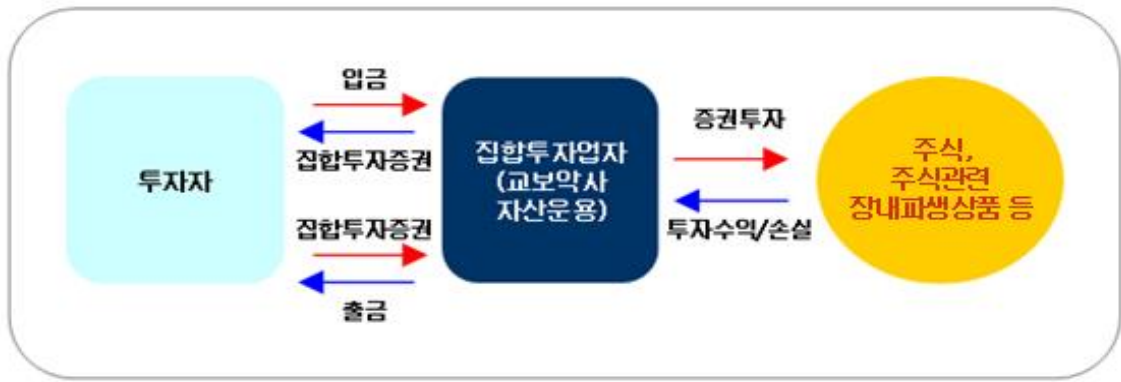 입금
집합투자증권
투자자
집합투자증권
출금
집합투자업자
(교보악사
자산운용)
증권투자
투자수익/손실
주식,
주식관련
장내파생상품 등